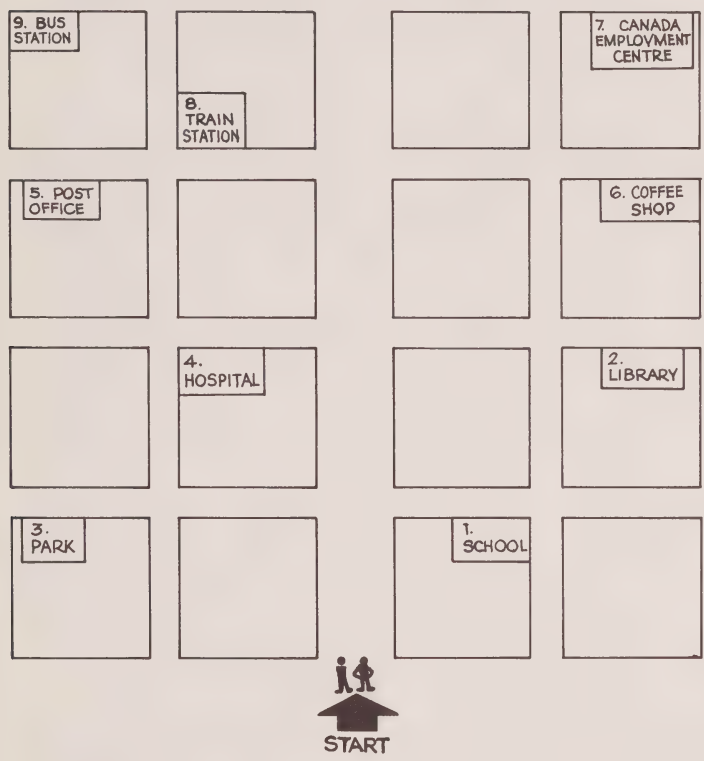 9. BUS
STATION
8.
TRAIN
STATION
7. CANADA
EMPLOYMENT
CENTRE
5. POST
OFFICE
6. COFFEE
SHOP
4.
HOSPITAL
2.
LIBRARY
3.
PARK
1.
SCHOOL
START